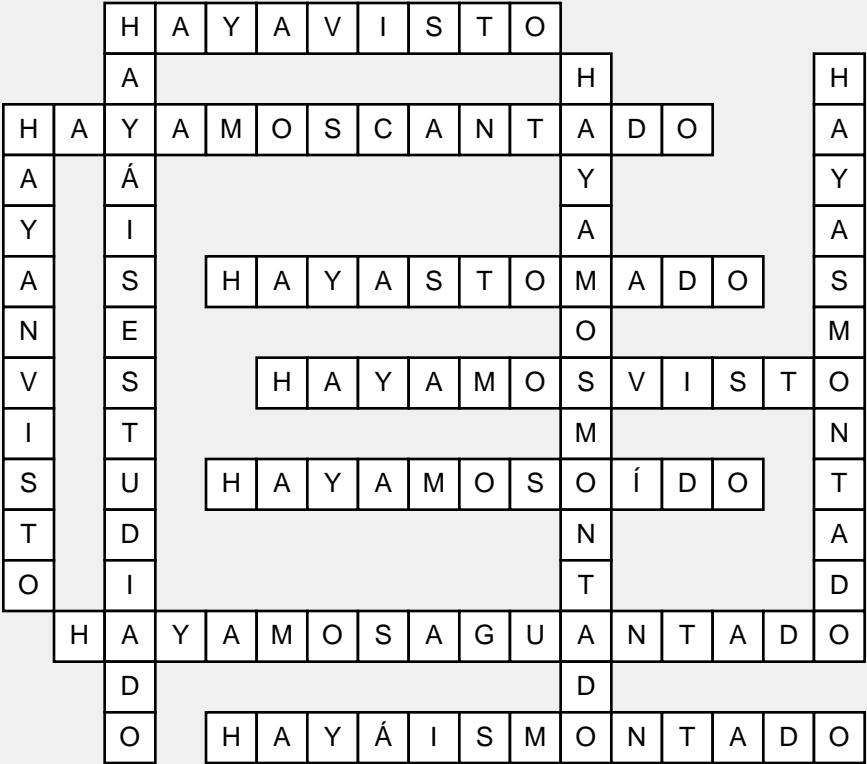 HAYAVISTO
HAYÁISESTUDIADO
HAYAMOSMONTADO
HAYASMONTADO
HAYAMOSCANTADO
HAYANVISTO
HAYASTOMADO
HAYAMOSVISTO
HAYAMOSOÍDO
HAYAMOSAGUANTADO
HAYÁISMONTADO